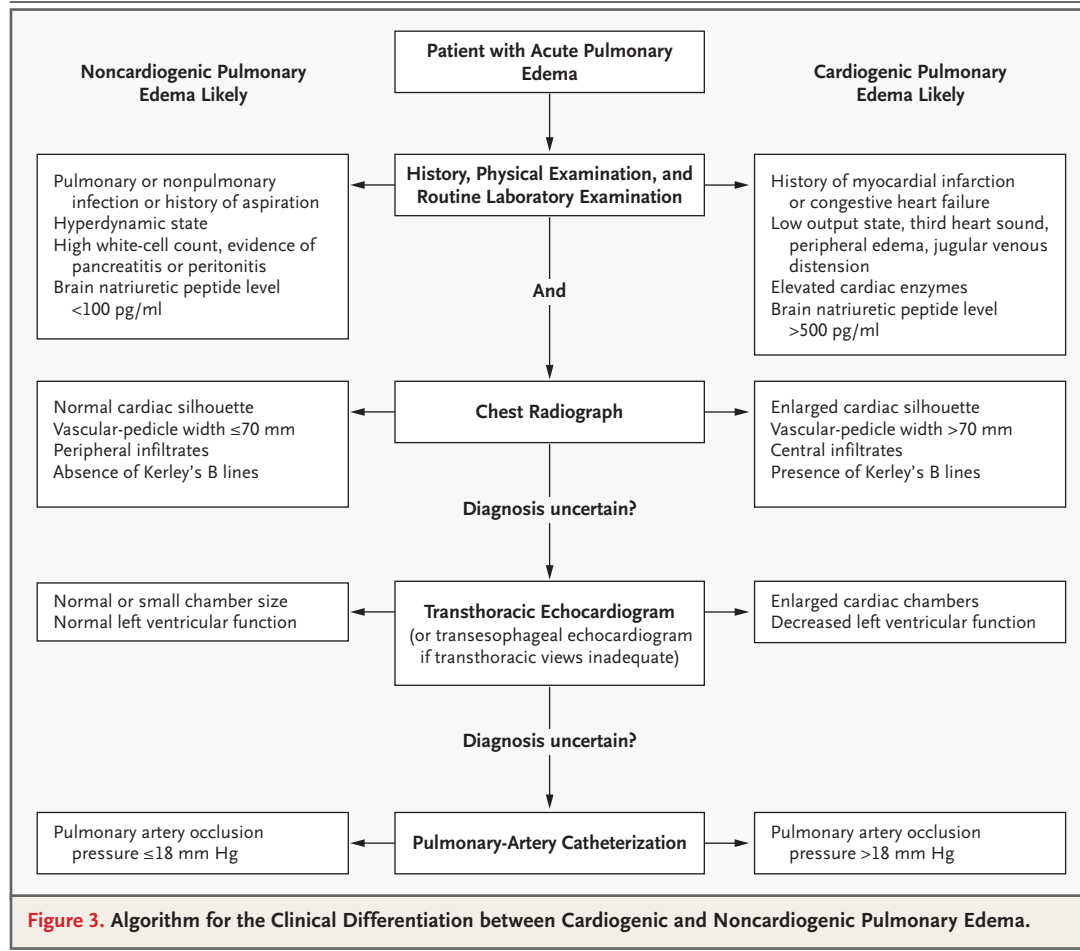 Patient with Acute Pulmonary
Edema
Noncardiogenic Pulmonary
Edema Likely
Cardiogenic Pulmonary
Edema Likely
Pulmonary or nonpulmonary
infection or history of aspiration
Hyperdynamic state
High white-cell count, evidence of
pancreatitis or peritonitis
Brain natriuretic peptide level
<100 pg/ml
History, Physical Examination, and
Routine Laboratory Examination
History of myocardial infarction
or congestive heart failure
Low output state, third heart sound,
peripheral edema, jugular venous
distension
Elevated cardiac enzymes
Brain natriuretic peptide level
>500 pg/ml
And
Normal cardiac silhouette
Vascular-pedicle width ≤70 mm
Peripheral infiltrates
Absence of Kerley’s B lines
Chest Radiograph
Enlarged cardiac silhouette
Vascular-pedicle width >70 mm
Central infiltrates
Presence of Kerley’s B lines
Diagnosis uncertain?
Normal or small chamber size
Normal left ventricular function
Transthoracic Echocardiogram
(or transesophageal echocardiogram
if transthoracic views inadequate)
Enlarged cardiac chambers
Decreased left ventricular function
Diagnosis uncertain?
Pulmonary artery occlusion
pressure ≤18 mm Hg
Pulmonary-Artery Catheterization
Pulmonary artery occlusion
pressure >18 mm Hg
Figure 3. Algorithm for the Clinical Differentiation between Cardiogenic and Noncardiogenic Pulmonary Edema.